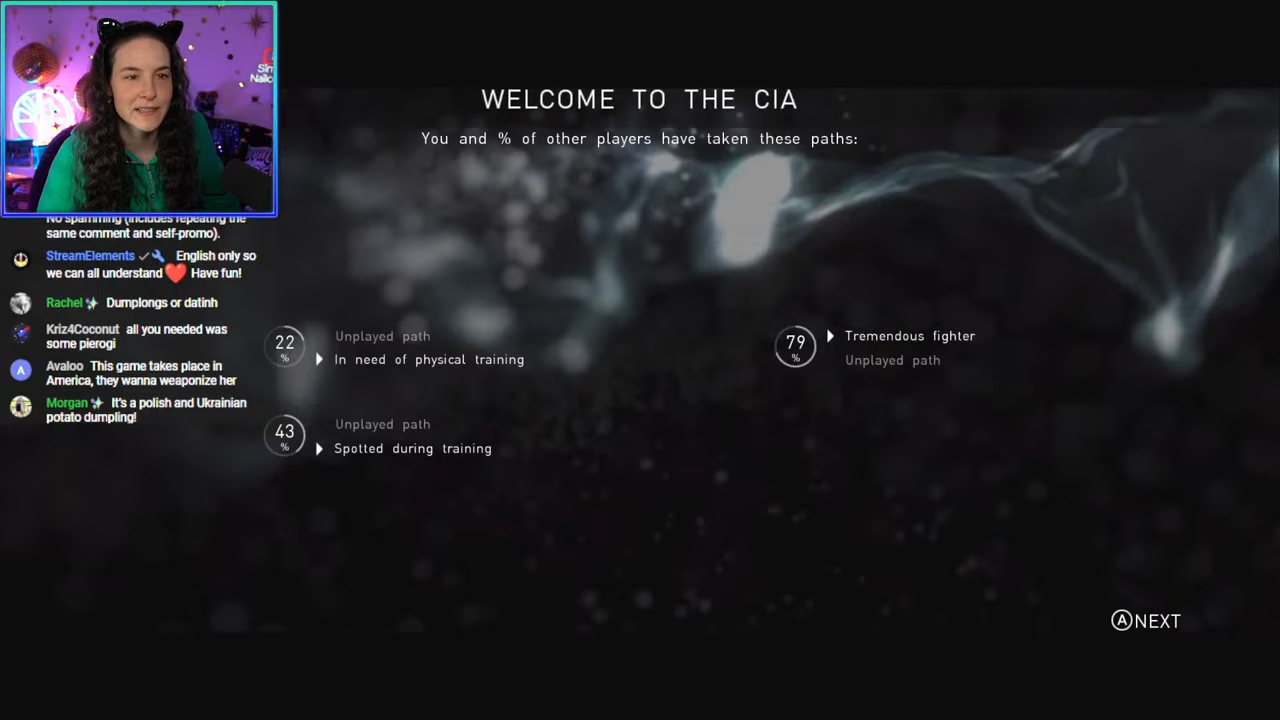 WELCOME TO THE CIA
You and % of other players have taken these paths:
No spamming (includes repeating the
same comment and self-promo).
StreamElements English only so
we can all understand ❤️ Have fun!
Rachel Dumplongs or datinh
Kriz4Coconut all you needed was
some pierogi
A Avaloo This game takes place in
America, they wanna weaponize her
Morgan It's a polish and Ukrainian
potato dumpling!
22 %
Unplayed path
In need of physical training
79 %
Tremendous fighter
Unplayed path
43 %
Unplayed path
Spotted during training
A NEXT